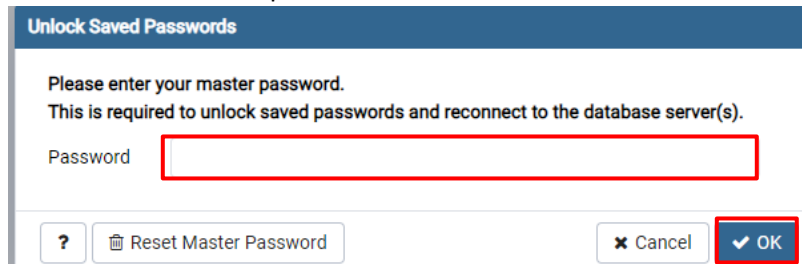 Unlock Saved Passwords
Please enter your master password.
This is required to unlock saved passwords and reconnect to the database server(s).
Password
? Reset Master Password Cancel OK